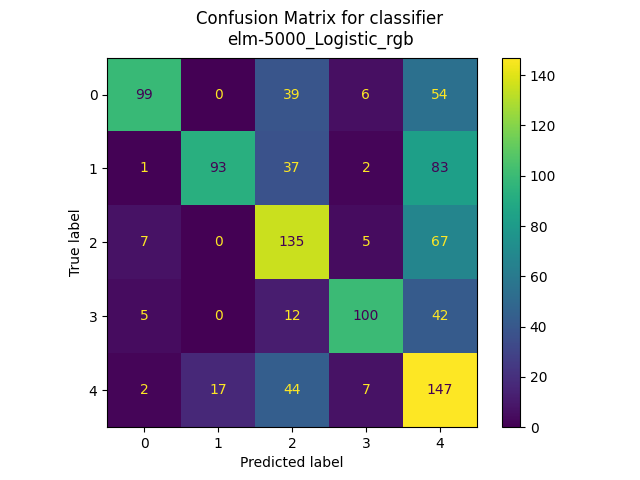 Confusion Matrix for classifier
elm-5000_Logistic_rgb
0 99 0 39 6 54
1 1 93 37 2 83
2 7 0 135 5 67
3 5 0 12 100 42
4 2 17 44 7 147
0 1 2 3 4
Predicted label
True label
140
120
100
80
60
40
20
0